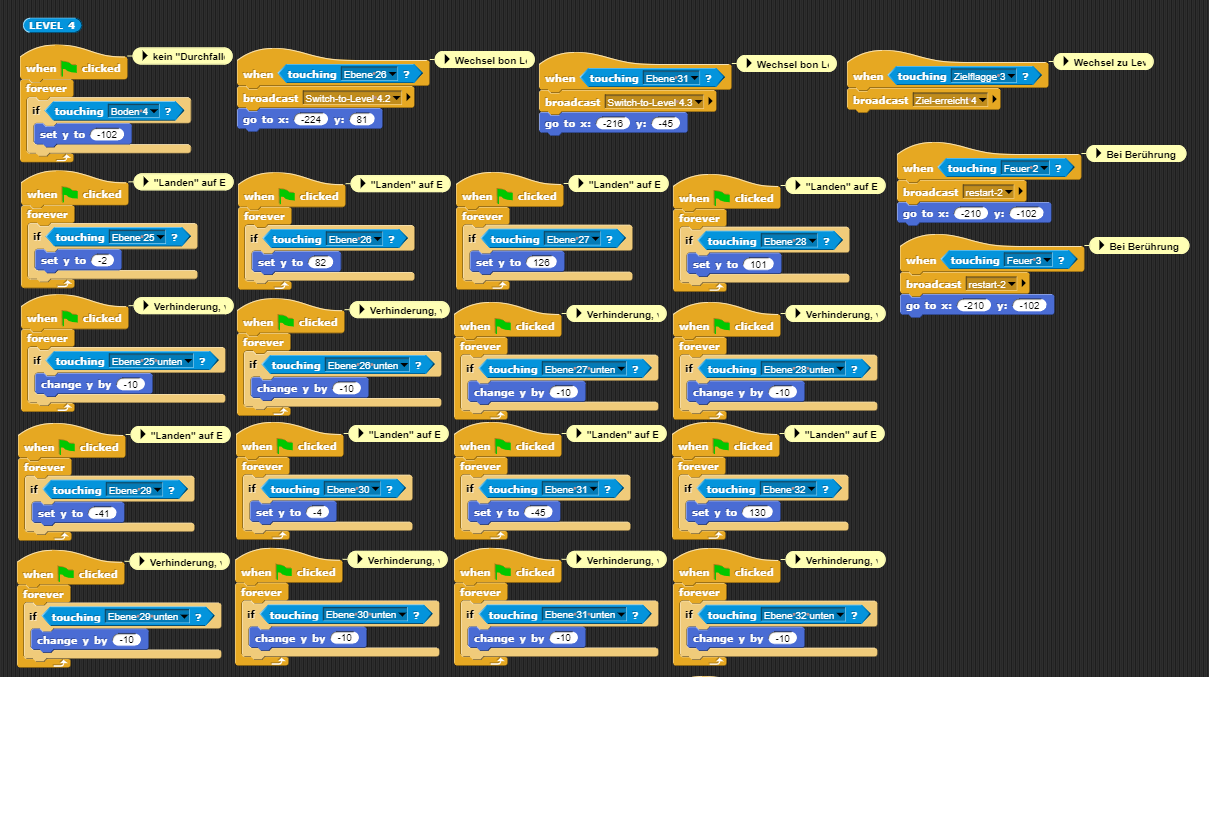 LEVEL 4
when clicked
forever
if touching Boden 4 ?
set y to -102
kein "Durchfall
when touching Ebene 26 ?
broadcast Switch-to-Level 4.2
go to x: -224 y: 81
Wechsel bon Le
when touching Ebene 31 ?
broadcast Switch-to-Level 4.3
go to x: -216 y: -45
Wechsel bon Le
when touching Zielflagge 3 ?
broadcast Ziel-erreicht 4
Wechsel zu Lev
when touching Feuer 2 ?
broadcast restart-2
go to x: -210 y: -102
Bei Berührung
when touching Feuer 3 ?
broadcast restart-2
go to x: -210 y: -102
Bei Berührung
when clicked
forever
if touching Ebene 25 ?
set y to -2
"Landen" auf E
when clicked
forever
if touching Ebene 26 ?
set y to 82
"Landen" auf E
when clicked
forever
if touching Ebene 27 ?
set y to 126
"Landen" auf E
when clicked
forever
if touching Ebene 28 ?
set y to 101
"Landen" auf E
when clicked
forever
if touching Ebene 25 unten ?
change y by -10
Verhinderung,
when clicked
forever
if touching Ebene 26 unten ?
change y by -10
Verhinderung,
when clicked
forever
if touching Ebene 27 unten ?
change y by -10
Verhinderung,
when clicked
forever
if touching Ebene 28 unten ?
change y by -10
Verhinderung,
when clicked
forever
if touching Ebene 29 ?
set y to -41
"Landen" auf E
when clicked
forever
if touching Ebene 30 ?
set y to -4
"Landen" auf E
when clicked
forever
if touching Ebene 31 ?
set y to -45
"Landen" auf E
when clicked
forever
if touching Ebene 32 ?
set y to 130
"Landen" auf E
when clicked
forever
if touching Ebene 29 unten ?
change y by -10
Verhinderung,
when clicked
forever
if touching Ebene 30 unten ?
change y by -10
Verhinderung,
when clicked
forever
if touching Ebene 31 unten ?
change y by -10
Verhinderung,
when clicked
forever
if touching Ebene 32 unten ?
change y by -10
Verhinderung,